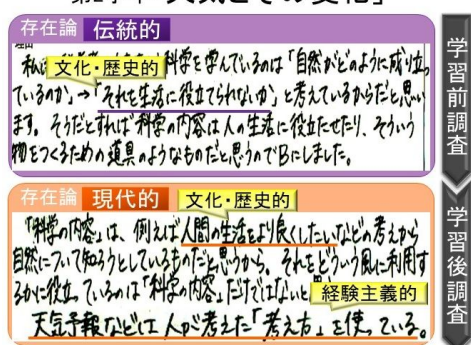 第2学年「天気とその変化」
存在論 伝統的
文化・歴史的
科学を学んでいるのは「自然がどのように成り立っ
ているのか」→「それを生活に役立てられないか」と考えているからだと思い
ます。そうだとすれば科学の内容は人の生活に役立たせたり、そういう
物をつくるための道具のようなものだと思うのでBにしました。
学習前調査
存在論 現代的 文化・歴史的
「科学の内容」は、例えば人間の生活をより良くしたいなどの考えから
自然について知ろうとしているものだと思うから。それをどういう風に利用す
るかに役立っているのは「科学の内容」だけではないと
経験主義的
天気予報などは人が考えた「考え方」を使っている。
学習後調査